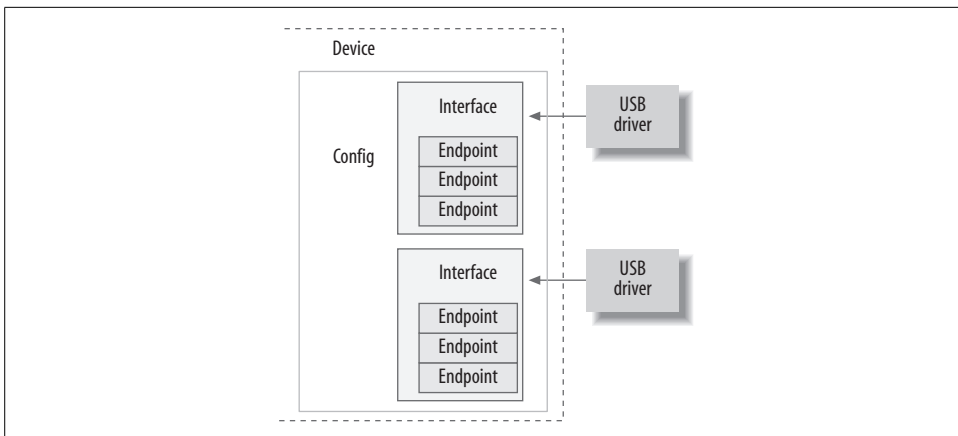 Device
Config
Interface
Endpoint
Endpoint
Endpoint
USB
driver
Interface
Endpoint
Endpoint
Endpoint
USB
driver